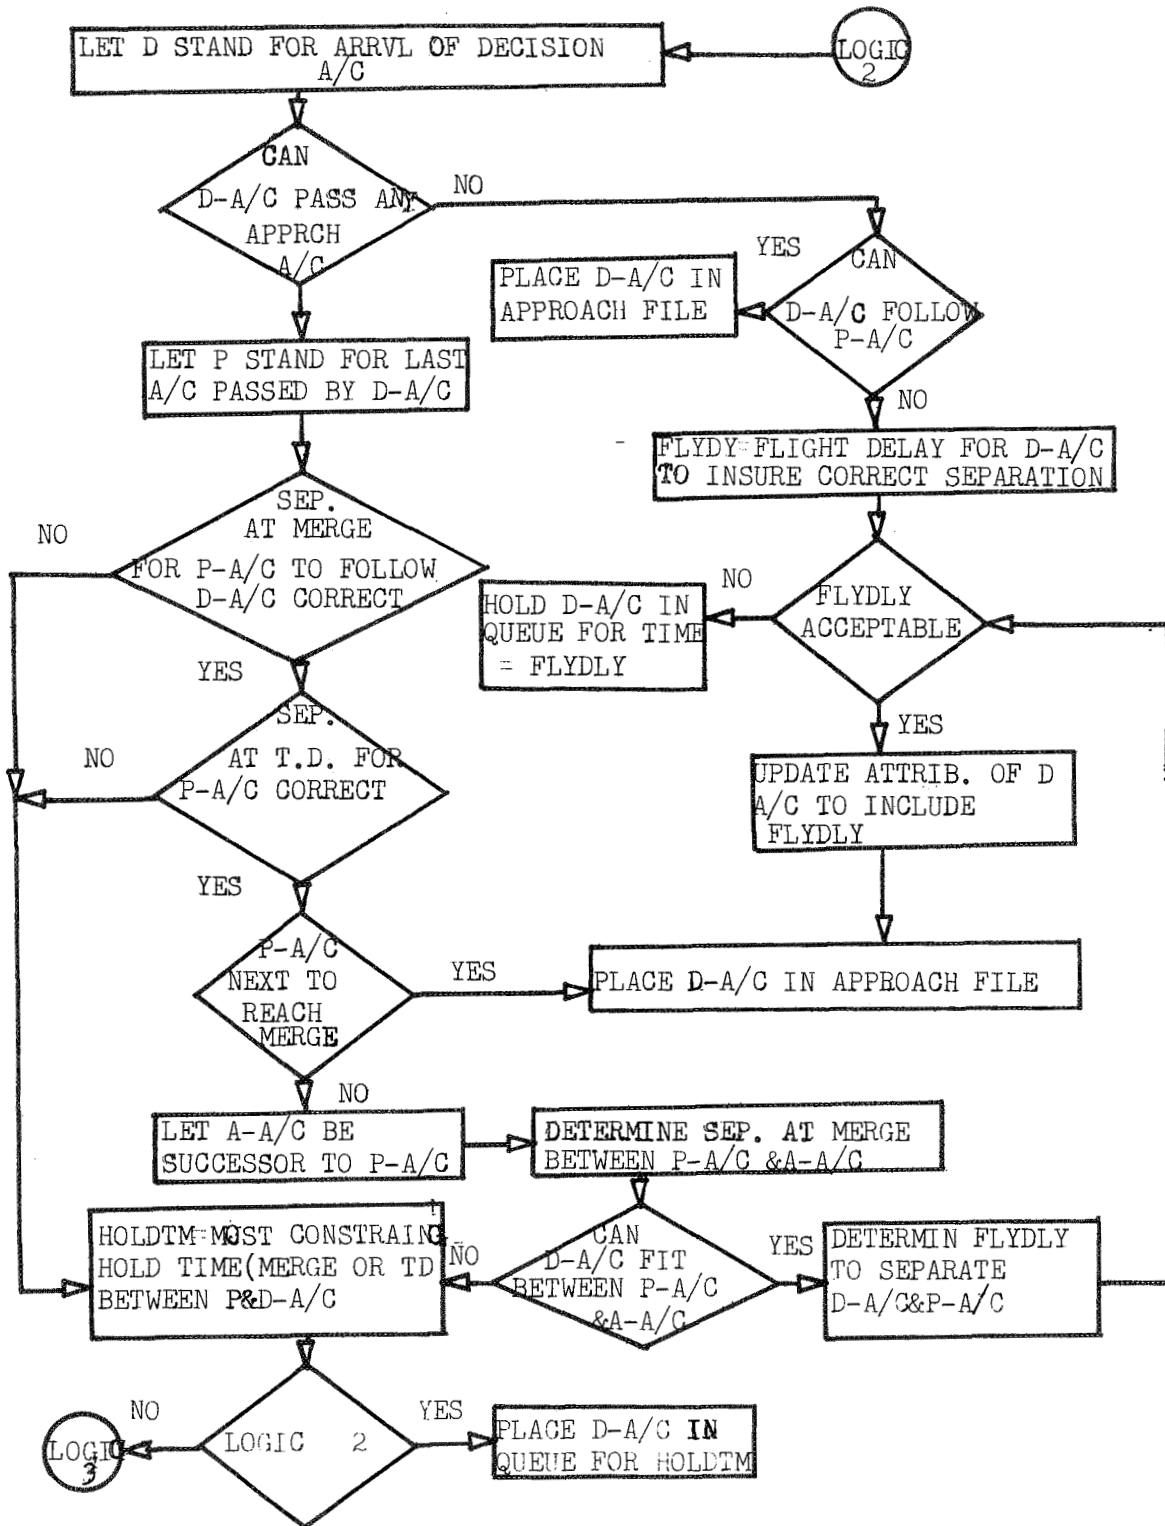 LET D STAND FOR ARRVL OF DECISION
A/C
LOGIC
2
CAN
D-A/C PASS ANY
APPRCH
A/C
NO
YES
CAN
D-A/C FOLLOW
P-A/C
PLACE D-A/C IN
APPROACH FILE
LET P STAND FOR LAST
A/C PASSED BY D-A/C
NO
FLYDY=FLIGHT DELAY FOR D-A/C
TO INSURE CORRECT SEPARATION
SEP.
AT MERGE
FOR P-A/C TO FOLLOW
D-A/C CORRECT
NO
YES
NO
FLYDLY
ACCEPTABLE
HOLD D-A/C IN
QUEUE FOR TIME
= FLYDLY
YES
SEP.
AT T.D. FOR
P-A/C CORRECT
NO
YES
UPDATE ATTRIB. OF D
A/C TO INCLUDE
FLYDLY
P-A/C
NEXT TO
REACH
MERGE
YES
PLACE D-A/C IN APPROACH FILE
NO
LET A-A/C BE
SUCCESSOR TO P-A/C
DETERMINE SEP. AT MERGE
BETWEEN P-A/C &A-A/C
HOLDTM=MOST CONSTRAING
HOLD TIME(MERGE OR TD
BETWEEN P&D-A/C
NO
CAN
D-A/C FIT
BETWEEN P-A/C
&A-A/C
YES
DETERMIN FLYDLY
TO SEPARATE
D-A/C&P-A/C
NO
LOGIC
3
LOGIC 2
YES
PLACE D-A/C IN
QUEUE FOR HOLDTM